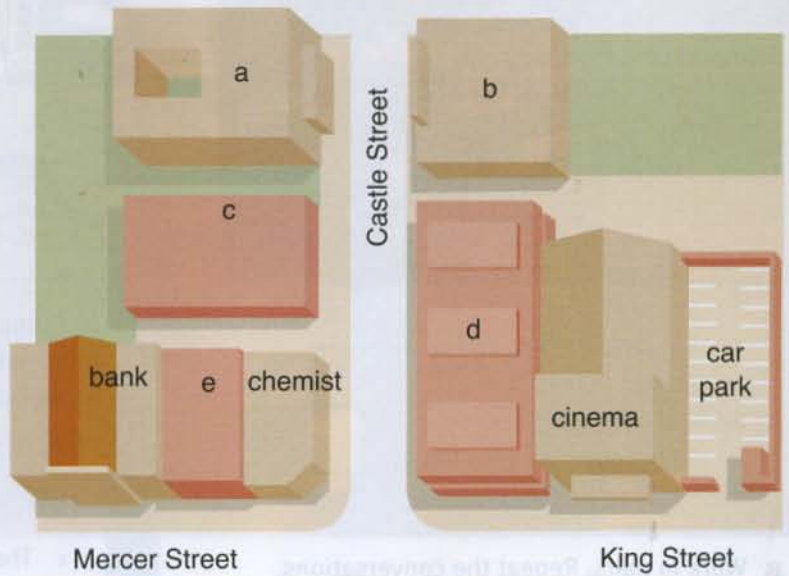 a
b
Castle Street
c
d
bank
e
chemist
cinema
car
park
Mercer Street
King Street